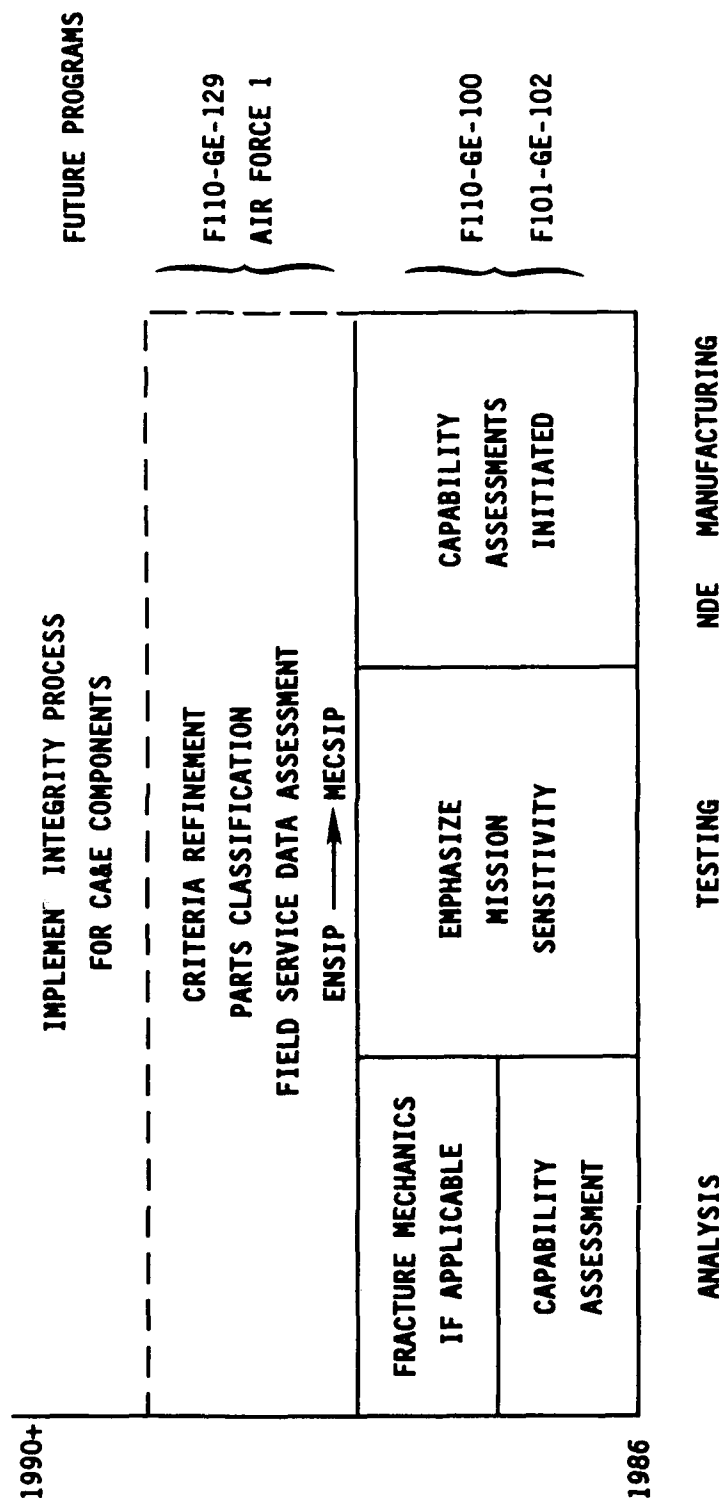 1990+
IMPLEMEN INTEGRITY PROCESS
FOR CA&E COMPONENTS
FUTURE PROGRAMS
CRITERIA REFINEMENT
PARTS CLASSIFICATION
FIELD SERVICE DATA ASSESSMENT
ENSIP MECSIP
F110-GE-129
AIR FORCE 1
FRACTURE MECHANICS
IF APPLICABLE
CAPABILITY
ASSESSMENT
EMPHASIZE
MISSION
SENSITIVITY
CAPABILITY
ASSESSMENTS
INITIATED
F110-GE-100
F101-GE-102
1986
ANALYSIS
TESTING
NDE MANUFACTURING